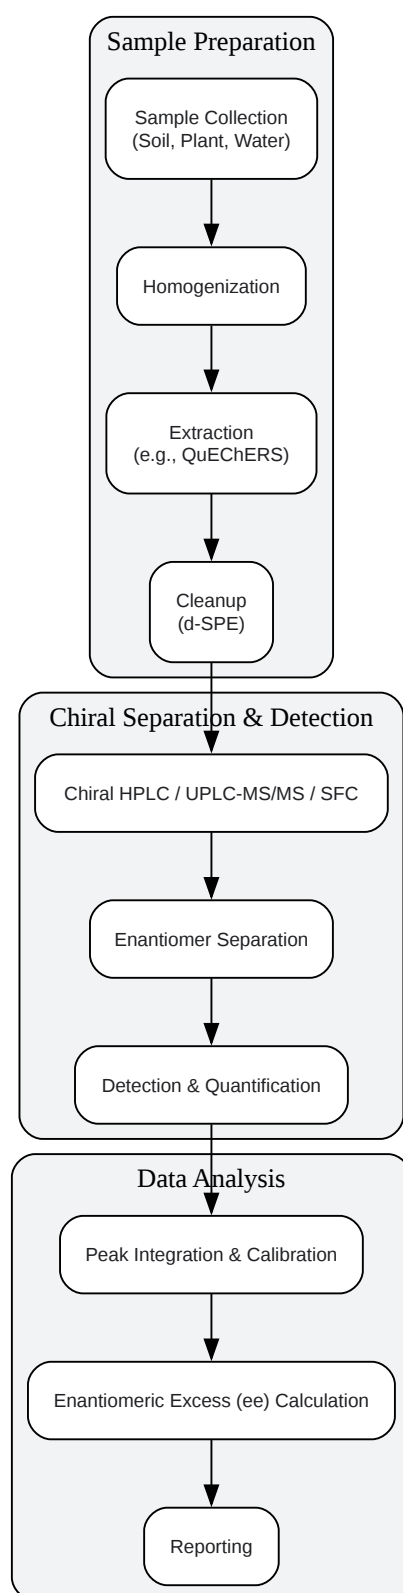 Sample Preparation
Sample Collection
(Soil, Plant, Water)
Homogenization
Extraction
(e.g., QuEChERS)
Cleanup
(d-SPE)
Chiral Separation & Detection
Chiral HPLC / UPLC-MS/MS / SFC
Enantiomer Separation
Detection & Quantification
Data Analysis
Peak Integration & Calibration
Enantiomeric Excess (ee) Calculation
Reporting